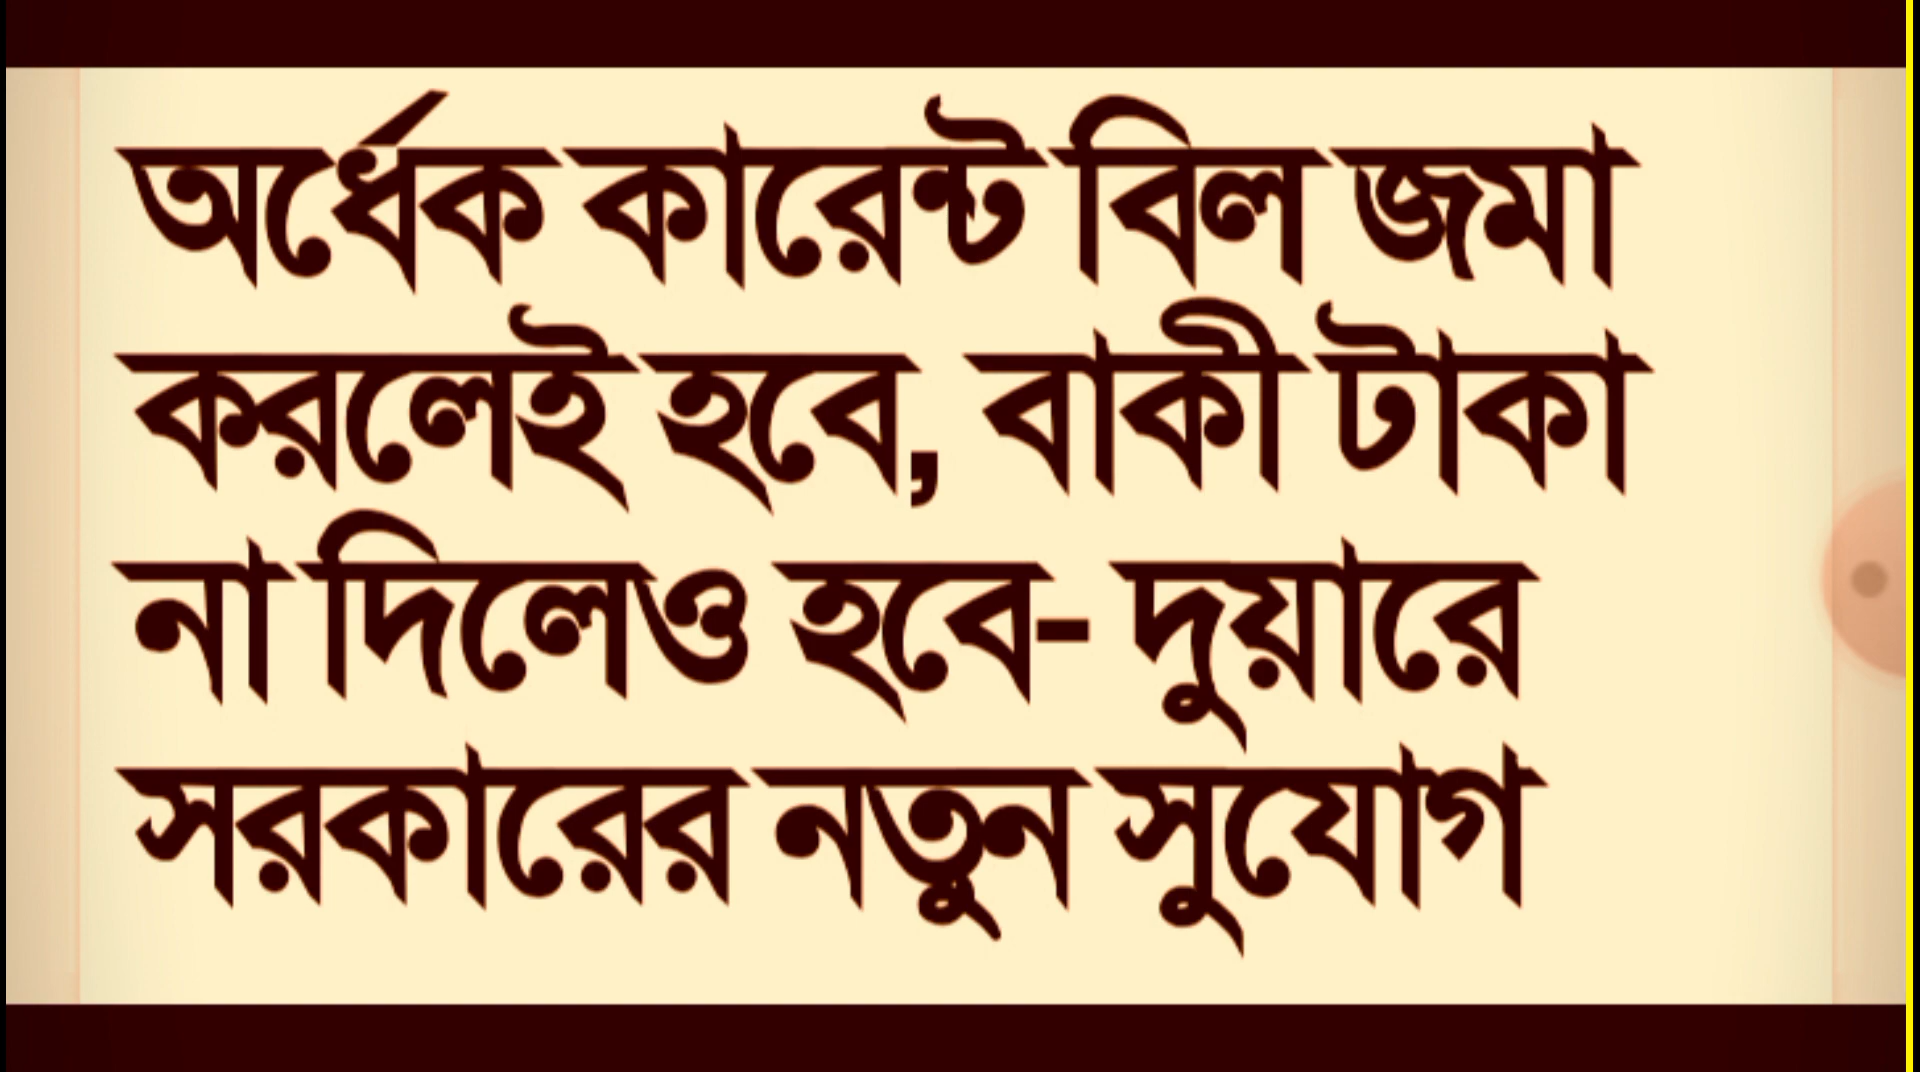 অর্ধেক কারেন্ট বিল জমা
করলেই হবে, বাকী টাকা
না দিলেও হবে- দুয়ারে
সরকারের নতুন সুযোগ